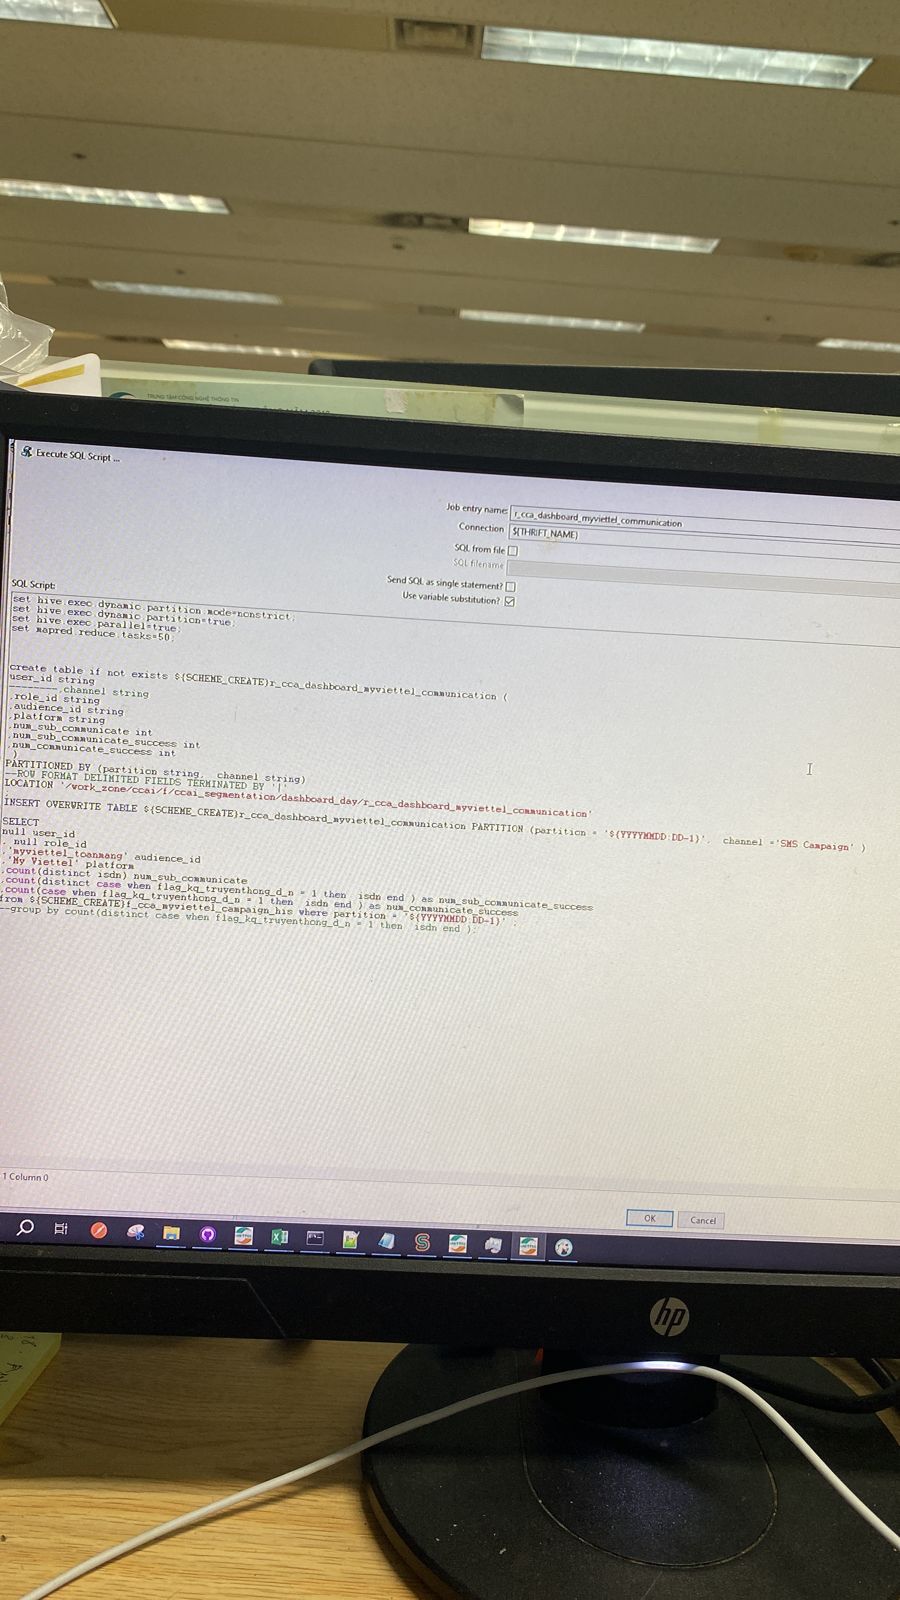 TRUNG TÂM CÔNG NGHỆ THÔNG TIN
Execute SQL Script ...
Job entry name: r_cca_dashboard_myviettel_communication
Connection ${THRIFT_NAME}
SQL from file
SQL filename
Send SQL as single statement?
Use variable substitution?
SQL Script:
set hive.exec.dynamic.partition.mode=nonstrict;
set hive.exec.dynamic.partition=true;
set hive.exec.parallel=true;
set mapred.reduce.tasks=50;
create table if not exists ${SCHEME_CREATE}r_cca_dashboard_myviettel_communication (
user_id string
--------,channel string
,role_id string
,audience_id string
,platform string
,num_sub_communicate int
,num_sub_communicate_success int
,num_communicate_success int
)
PARTITIONED BY (partition string, channel string)
--ROW FORMAT DELIMITED FIELDS TERMINATED BY '|'
LOCATION '/work_zone/ccai/f/ccai_segmentation/dashboard_day/r_cca_dashboard_myviettel_communication'
;
INSERT OVERWRITE TABLE ${SCHEME_CREATE}r_cca_dashboard_myviettel_communication PARTITION (partition = '${YYYYMMDD:DD-1}', channel ='SMS Campaign' )
SELECT
null user_id
, null role_id
,'myviettel_toanmang' audience_id
,'My Viettel' platform
,count(distinct isdn) num_sub_communicate
,count(distinct case when flag_kq_truyenthong_d_n = 1 then isdn end ) as num_sub_communicate_success
,count(case when flag_kq_truyenthong_d_n = 1 then isdn end ) as num_communicate_success
from ${SCHEME_CREATE}f_cca_myviettel_campaign_his where partition = '${YYYYMMDD:DD-1}' ;
--group by count(distinct case when flag_kq_truyenthong_d_n = 1 then isdn end );
1 Column 0
OK Cancel
hp